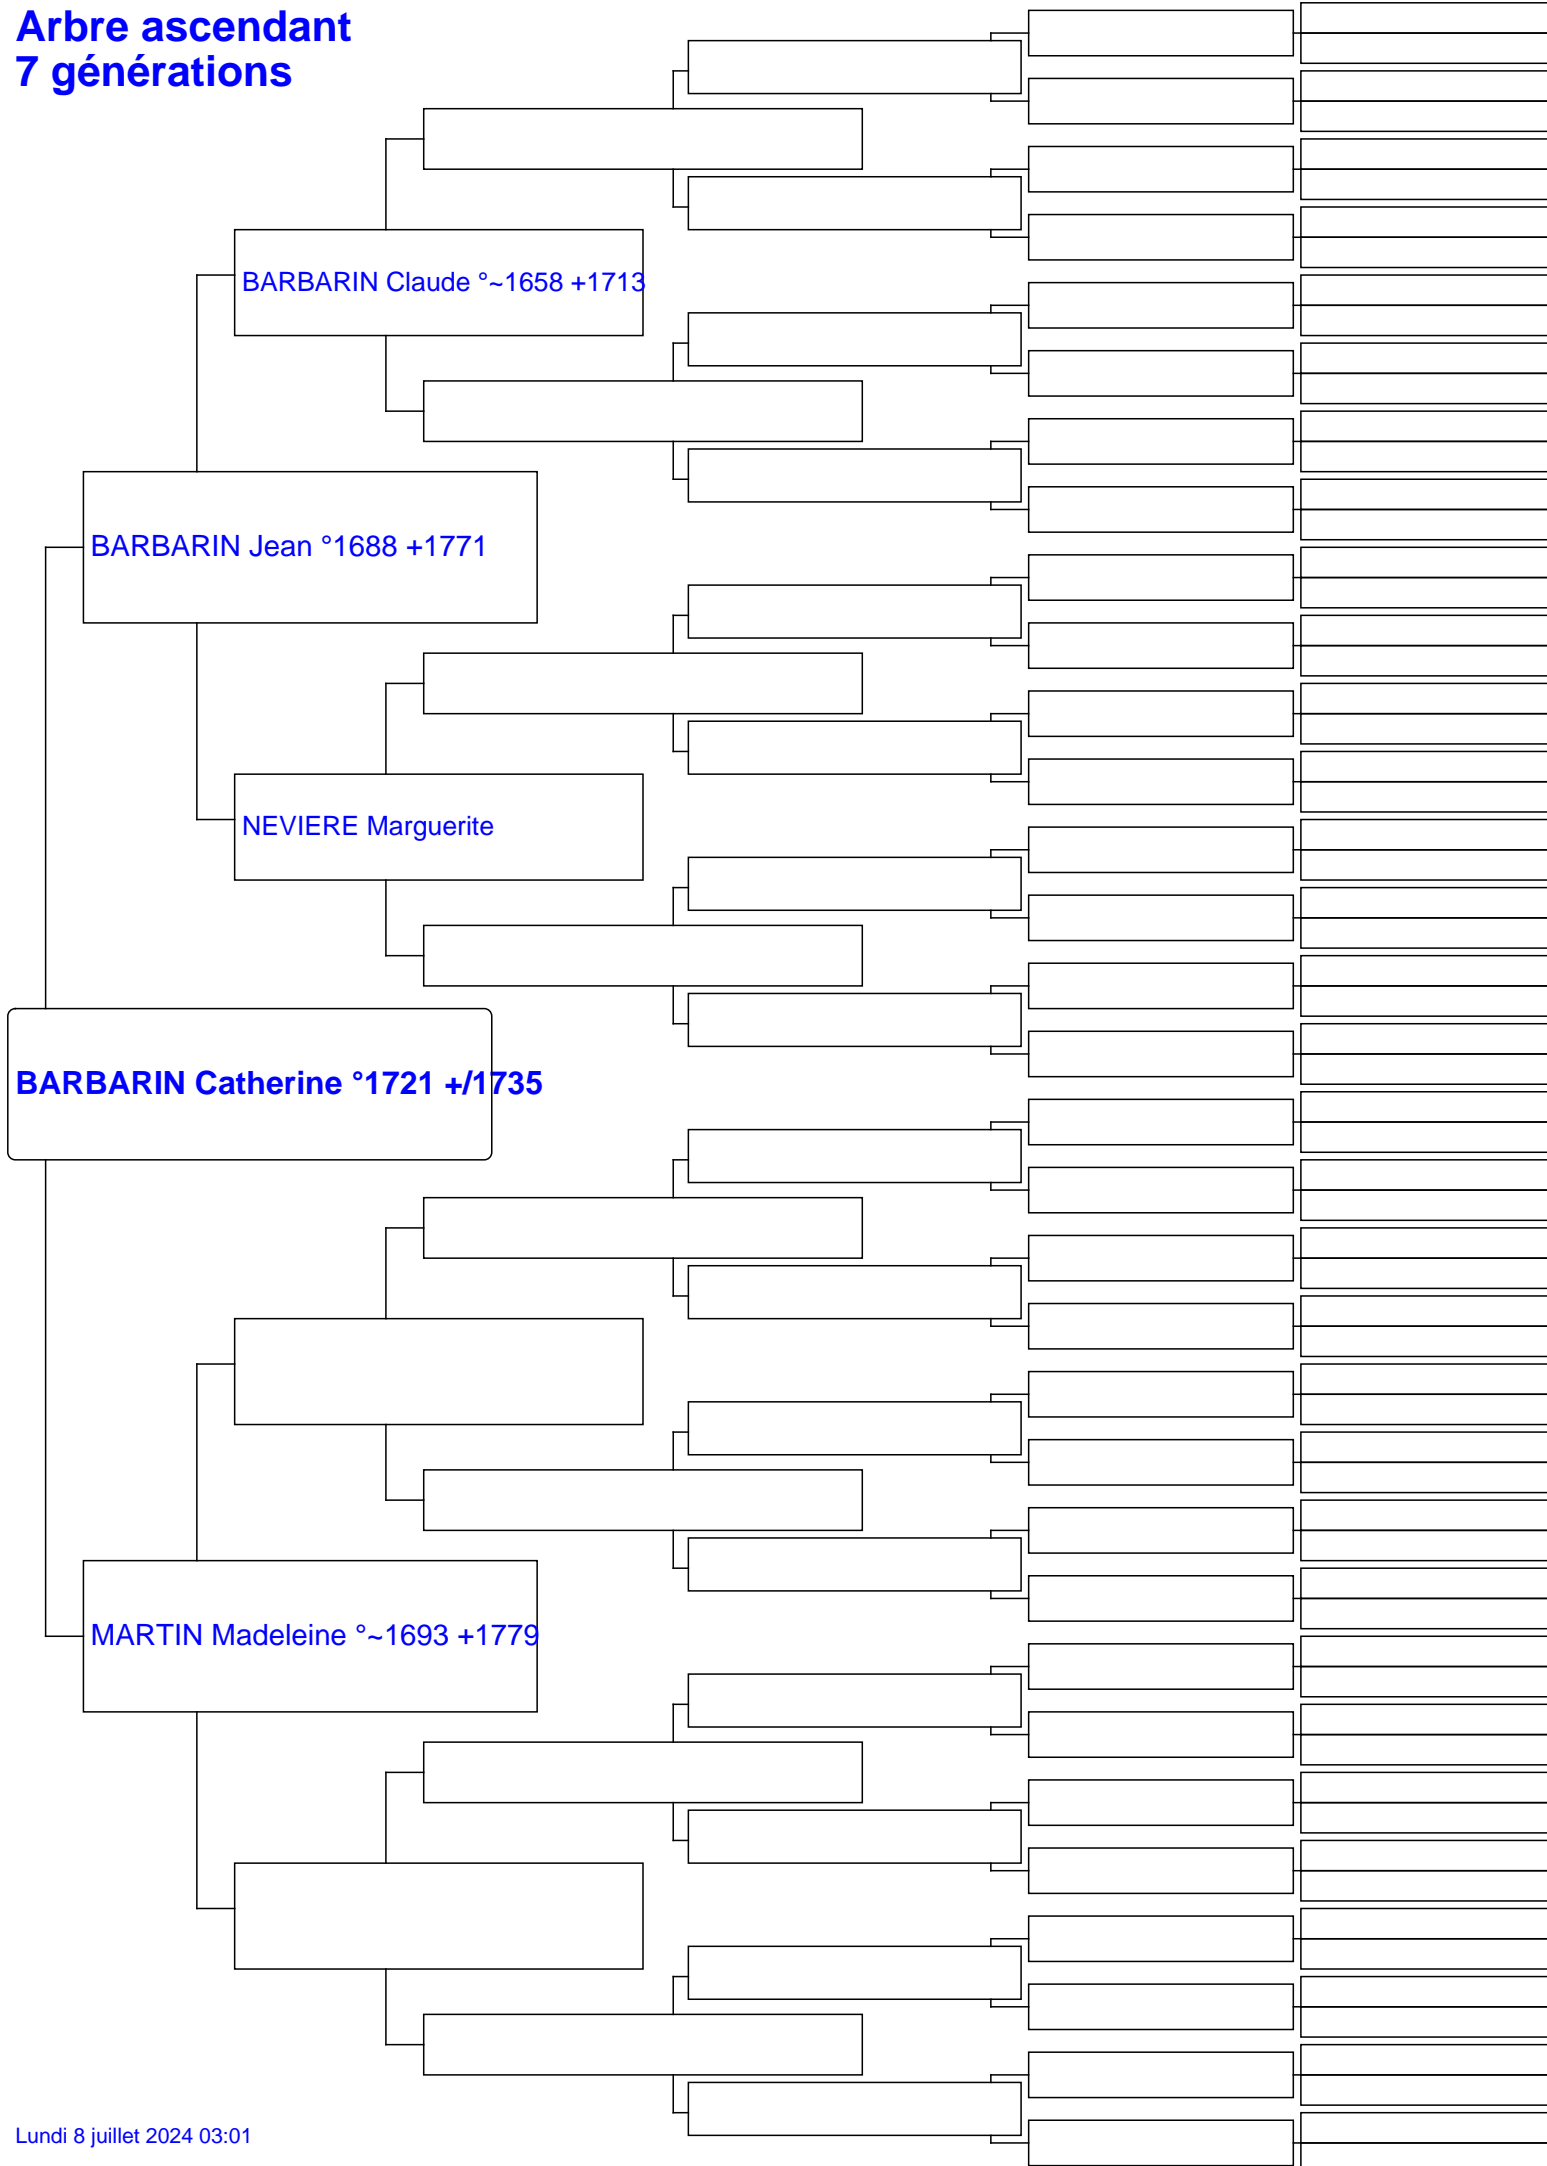 Arbre ascendant
7 générations
BARBARIN Claude °~1658 +1713
BARBARIN Jean °1688 +1771
NEVIERE Marguerite
BARBARIN Catherine °1721 +/1735
MARTIN Madeleine °~1693 +1779
Lundi 8 juillet 2024 03:01